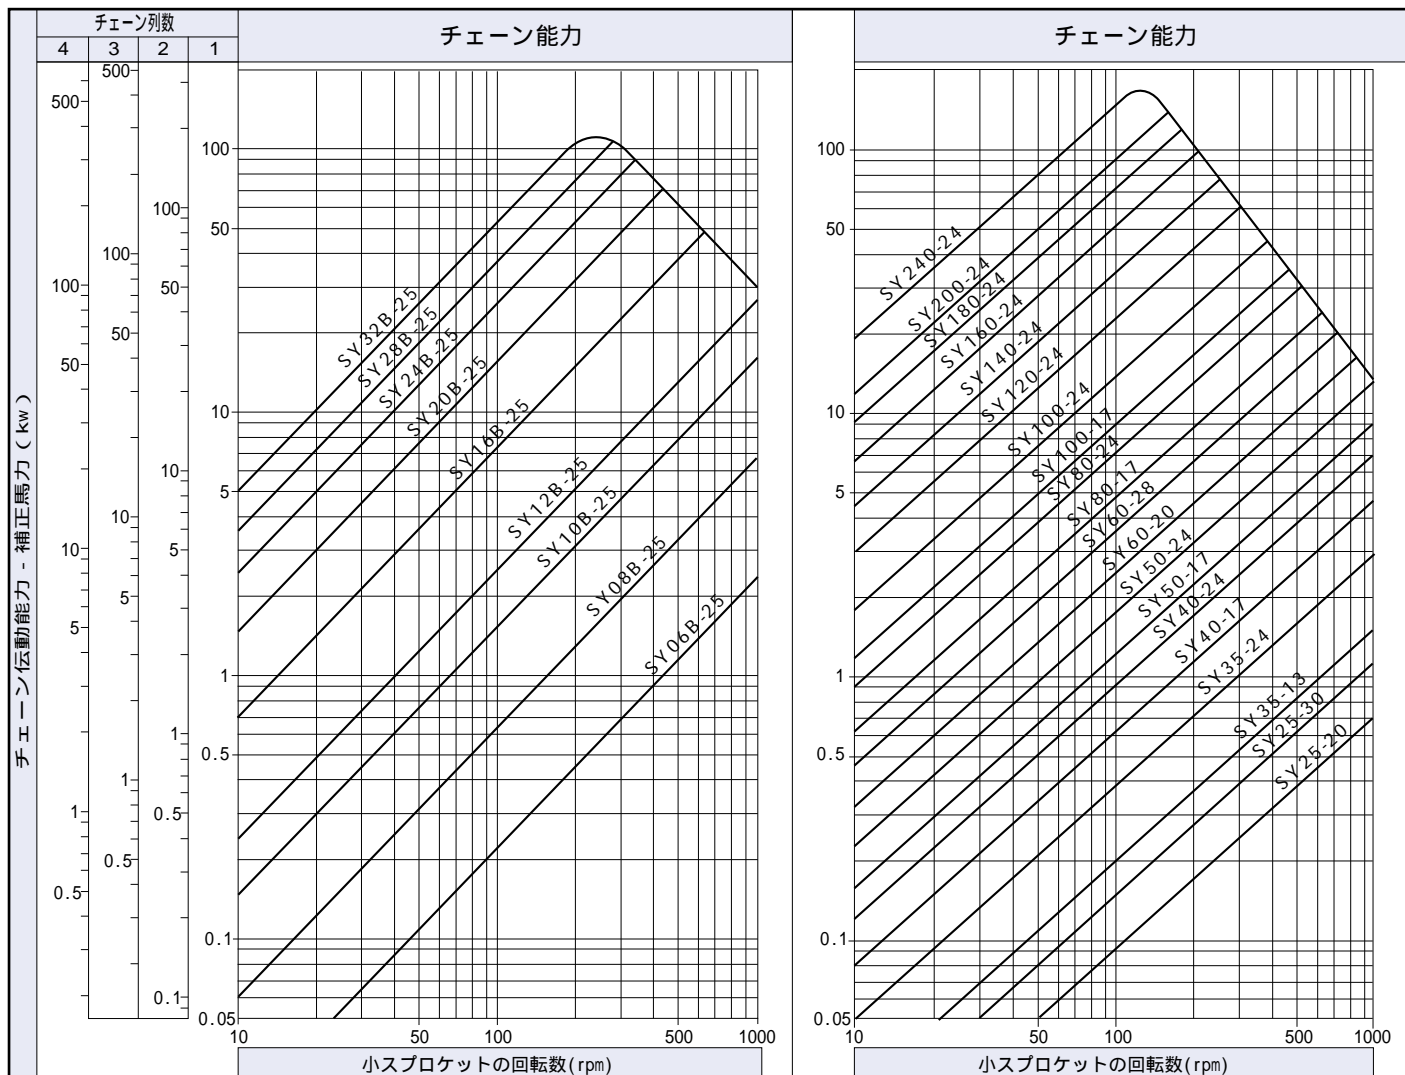 チェーン列数
4 3 2 1
チェーン能力
チェーン能力
チェーン伝動能力 - 補正馬力 ( kw )
500
100
50
10
5
1
0.5
500
100
50
10
5
1
0.5
100
50
10
5
1
0.5
0.1
100
50
10
5
1
0.5
0.1
0.05
SY32B-25
SY28B-25
SY24B-25
SY20B-25
SY16B-25
SY12B-25
SY10B-25
SY08B-25
SY06B-25
10 50 100 500 1000
小スプロケットの回転数(rpm)
100
50
10
5
1
0.5
0.1
0.05
SY240-24
SY200-24
SY180-24
SY160-24
SY140-24
SY120-24
SY100-24
SY100-17
SY80-24
SY80-17
SY60-28
SY60-20
SY50-24
SY50-17
SY40-24
SY40-17
SY35-24
SY35-13
SY25-30
SY25-20
10 50 100 500 1000
小スプロケットの回転数(rpm)